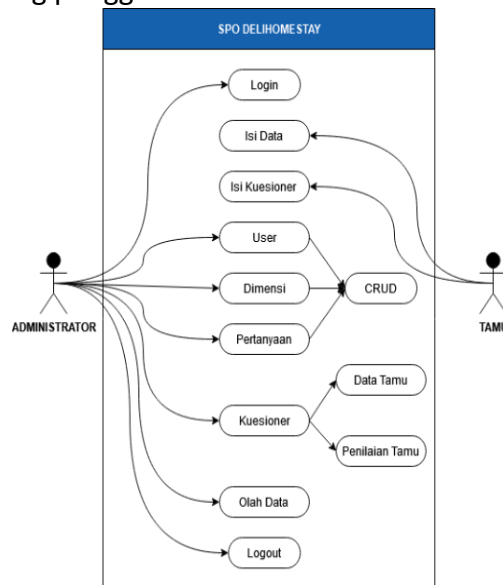 SPO DELIHOMESTAY
Login
Isi Data
Isi Kuesioner
User
Dimensi
CRUD
Pertanyaan
ADMINISTRATOR
TAMU
Data Tamu
Kuesioner
Penilaian Tamu
Olah Data
Logout